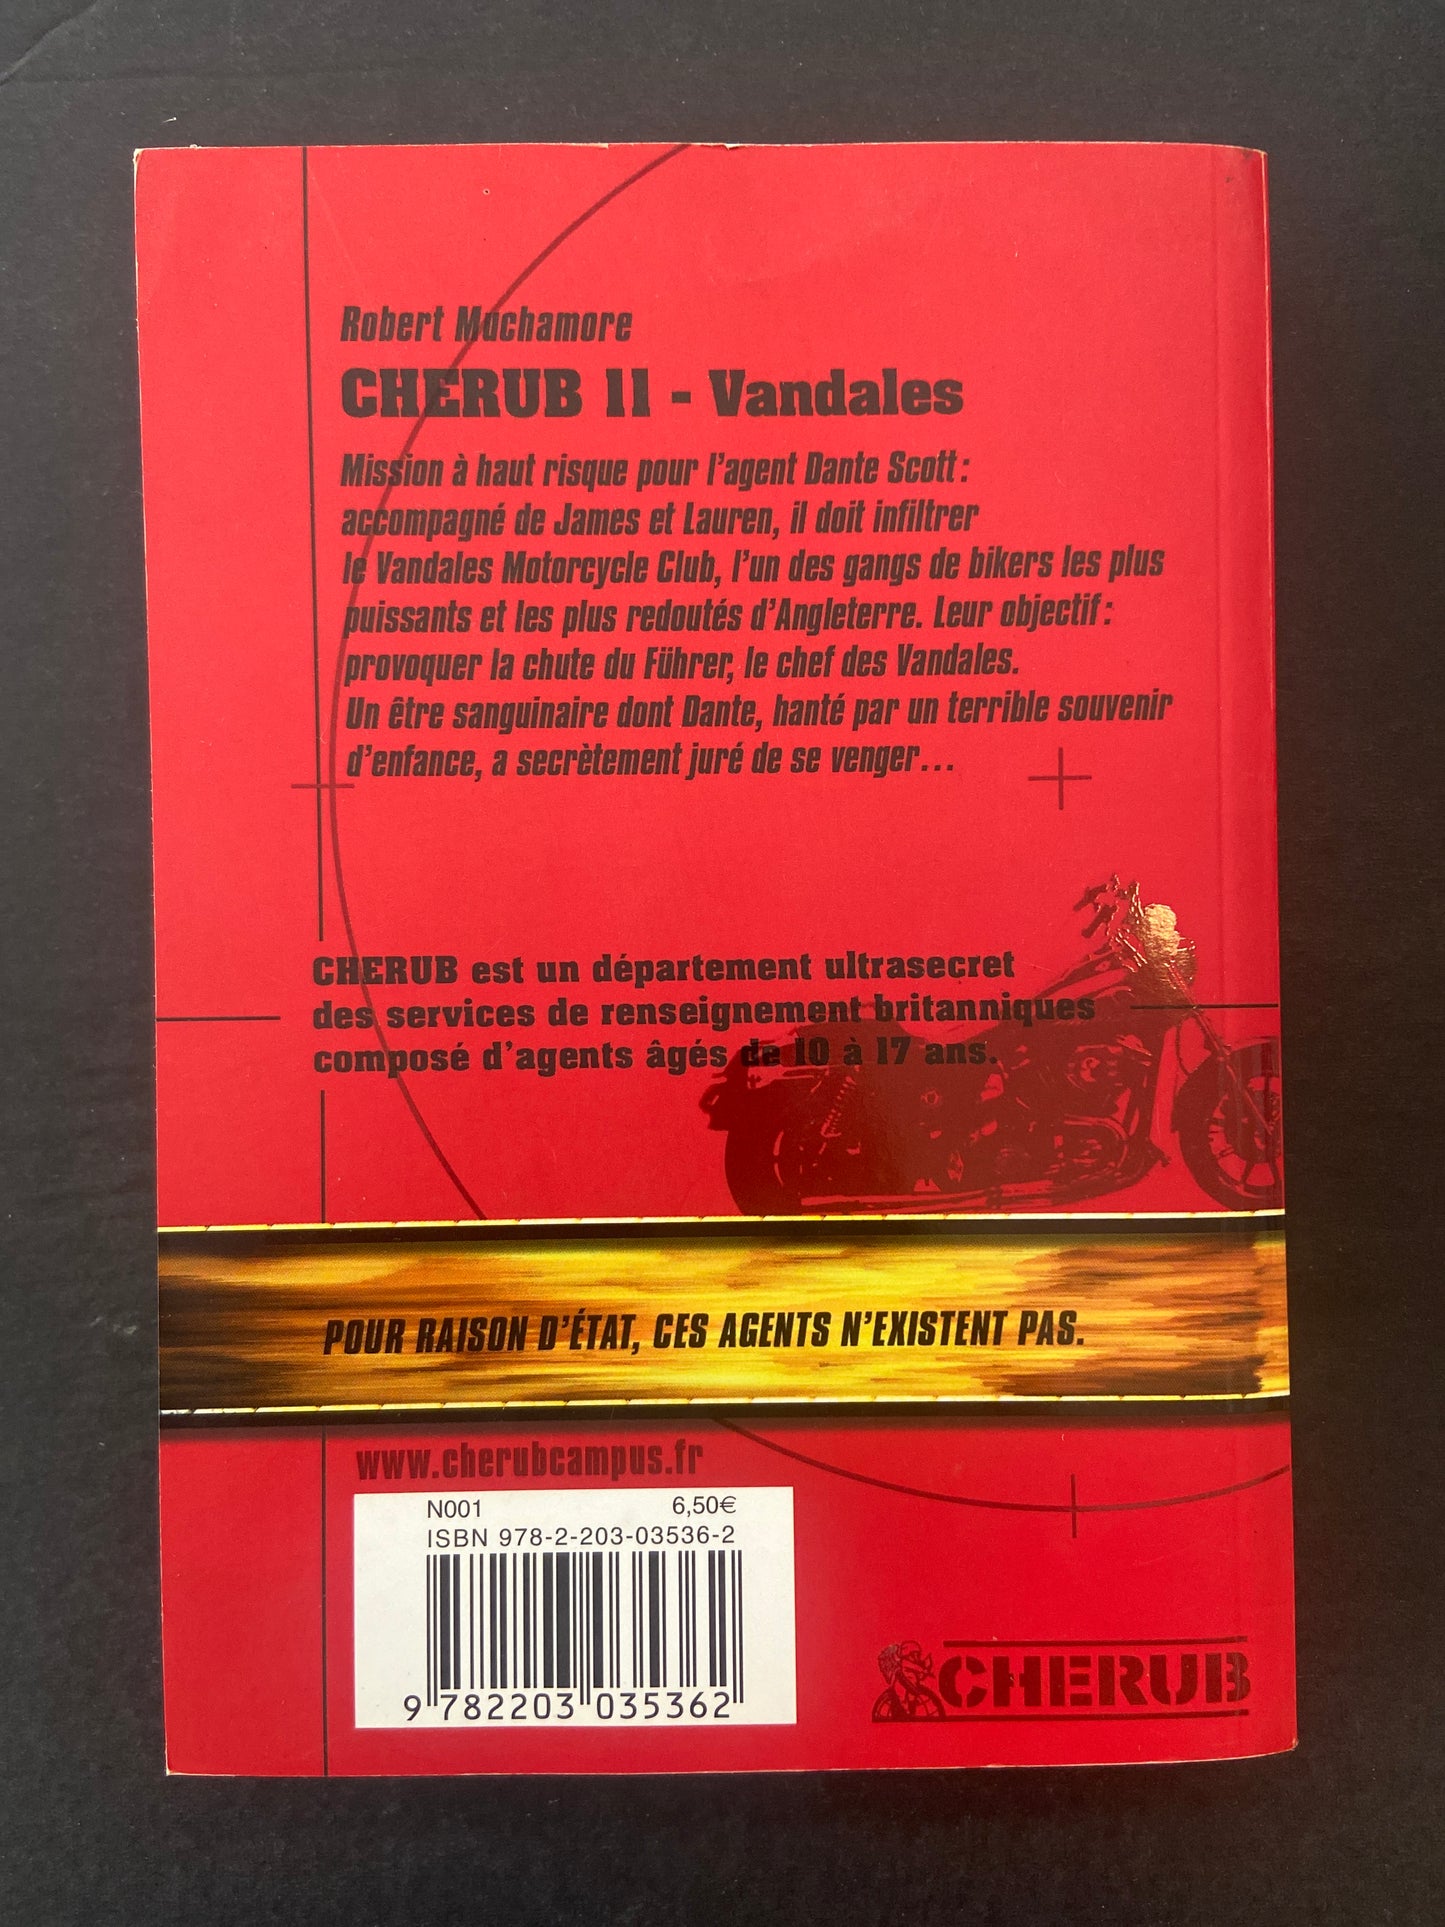 Robert Muchamore
CHERUB 11 - Vandales
Mission à haut risque pour l'agent Dante Scott :
accompagné de James et Lauren, il doit infiltrer
le Vandales Motorcycle Club, l'un des gangs de bikers les plus
puissants et les plus redoutés d'Angleterre. Leur objectif :
provoquer la chute du Führer, le chef des Vandales.
Un être sanguinaire dont Dante, hanté par un terrible souvenir
d'enfance, a secrètement juré de se venger...
CHERUB est un département ultrasecret
des services de renseignement britanniques
composé d'agents âgés de 10 à 17 ans.
POUR RAISON D'ÉTAT, CES AGENTS N'EXISTENT PAS.
www.cherubcampus.fr
N001 6,50€
ISBN 978-2-203-03536-2
9 782203 035362
CHERUB